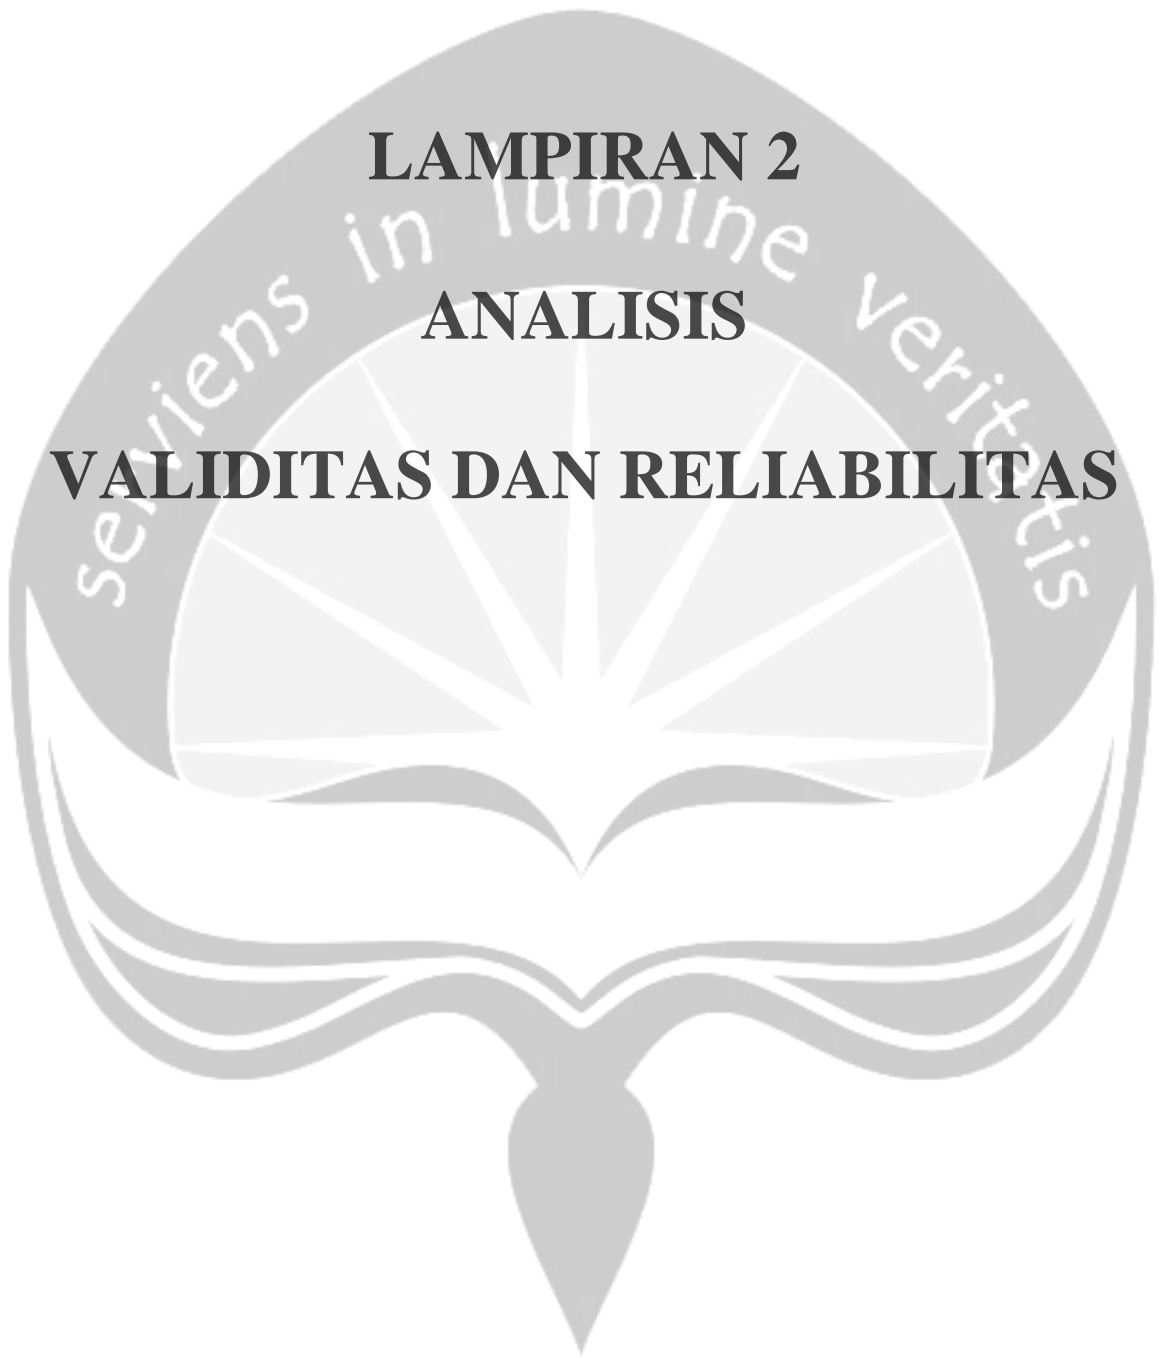 LAMPIRAN 2
serviens in lumine veritatis
ANALISIS
VALIDITAS DAN RELIABILITAS